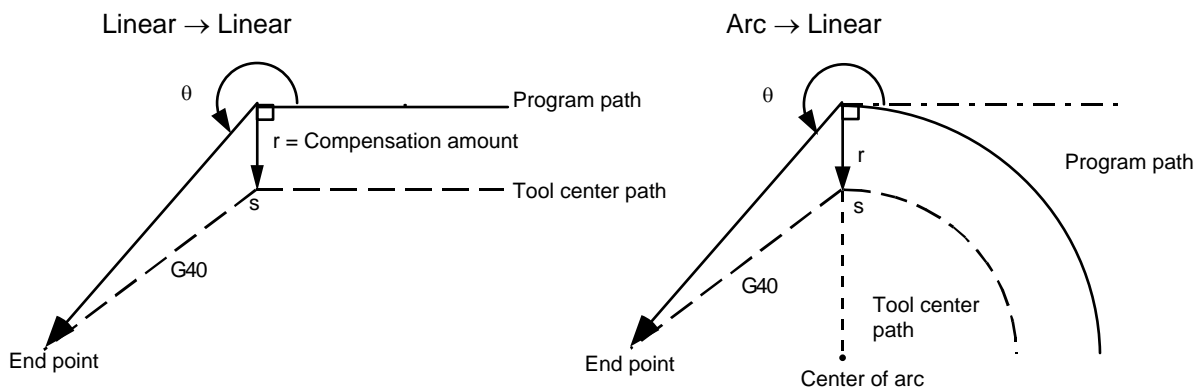 Linear → Linear
θ
Program path
r = Compensation amount
s
Tool center path
G40
End point
Arc → Linear
θ
Program path
r
s
G40
Tool center
path
End point
Center of arc